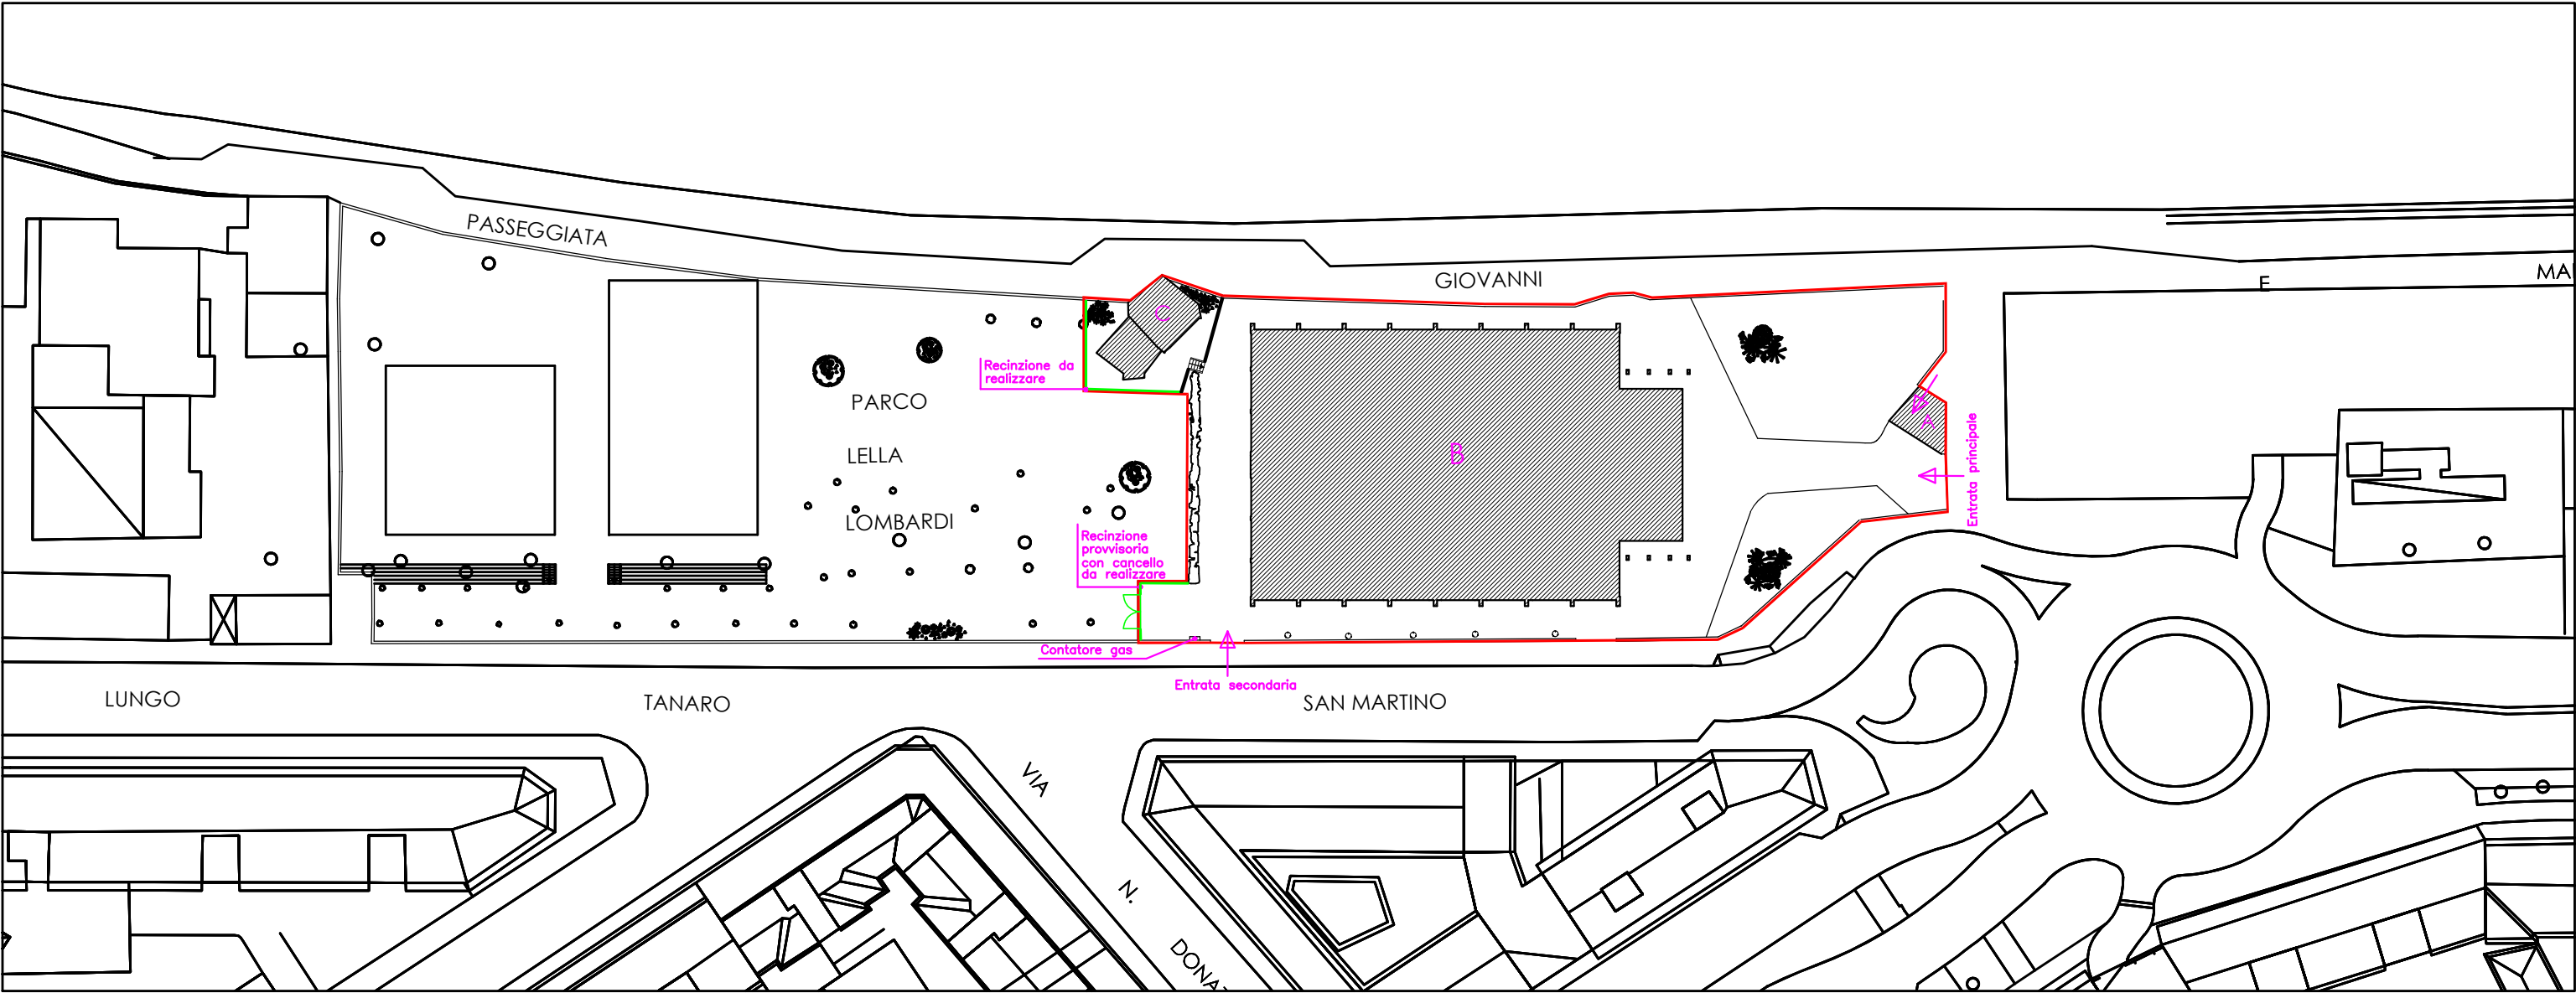 PASSEGGIATA
GIOVANNI
E
C
Recinzione da
realizzare
PARCO
LELLA
LOMBARDI
A
B
Entrata principale
Recinzione
provvisoria
con cancello
da realizzare
Contatore gas
Entrata secondaria
LUNGO
TANARO
SAN MARTINO
VIA
N.